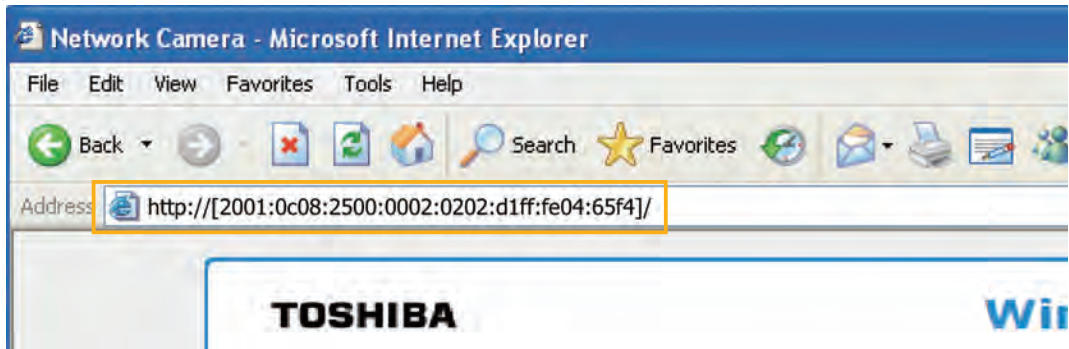 Network Camera - Microsoft Internet Explorer
File Edit View Favorites Tools Help
Back Search Favorites
Address http://[2001:0c08:2500:0002:0202:d1ff:fe04:65f4]/
TOSHIBA